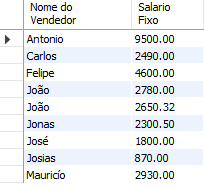 Nome do Vendedor Salario Fixo
Antonio 9500.00
Carlos 2490.00
Felipe 4600.00
João 2780.00
João 2650.32
Jonas 2300.50
José 1800.00
Josias 870.00
Mauricío 2930.00